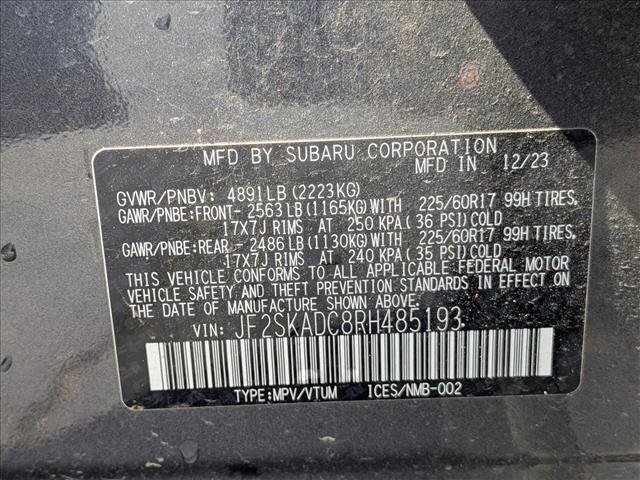 MFD BY SUBARU CORPORATION
MFD IN 12/23
GVWR/PNBV: 4891LB(2223KG)
GAWR/PNBE:FRONT- 2563LB(1165KG)WITH 225/60R17 99H TIRES,
17X7J RIMS AT 250 KPA( 36 PSI)COLD
GAWR/PNBE:REAR - 2486LB(1130KG)WITH 225/60R17 99H TIRES,
17X7J RIMS AT 240 KPA( 35 PSI)COLD
THIS VEHICLE CONFORMS TO ALL APPLICABLE FEDERAL MOTOR
VEHICLE SAFETY AND THEFT PREVENTION STANDARDS IN EFFECT ON
THE DATE OF MANUFACTURE SHOWN ABOVE.
VIN: JF2SKADC8RH485193
TYPE:MPV/VTUM ICES/NMB-002